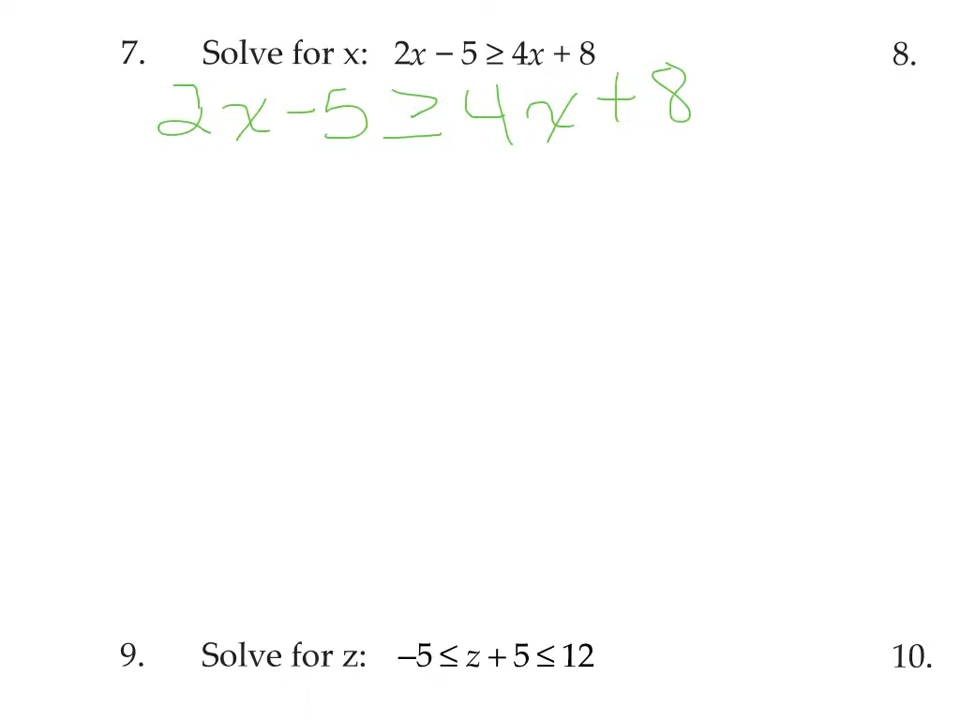 7. Solve for x: 2x − 5 ≥ 4x + 8 8.
2x - 5 ≥ 4x + 8
9. Solve for z: −5 ≤ z + 5 ≤ 12 10.